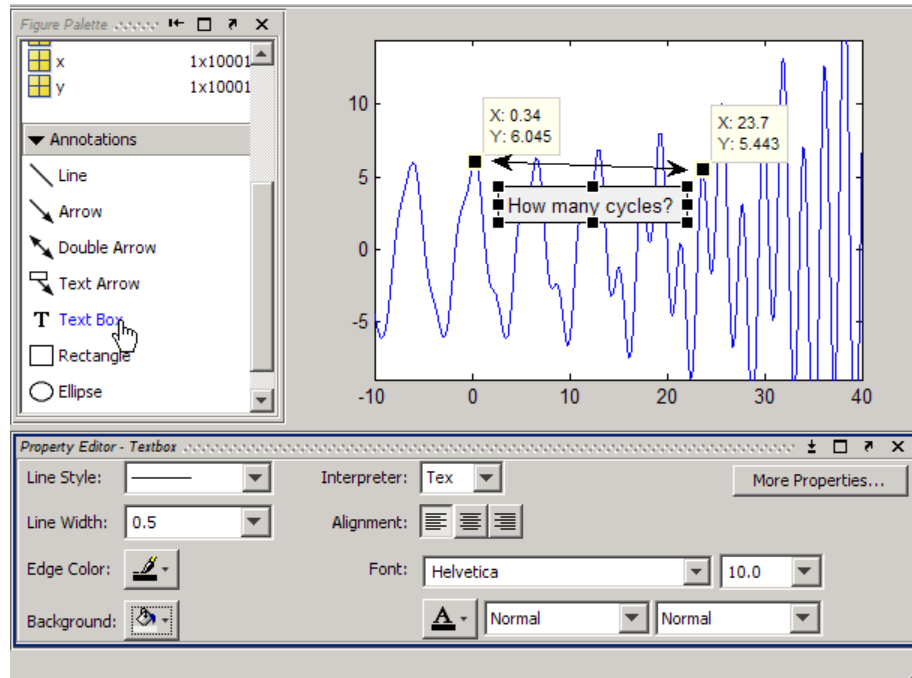 Figure Palette
x 1x10001
y 1x10001
Annotations
Line
Arrow
Double Arrow
Text Arrow
T Text Box
Rectangle
Ellipse
10
5
0
-5
-10 0 10 20 30 40
X: 0.34
Y: 6.045
X: 23.7
Y: 5.443
How many cycles?
Property Editor - Textbox
Line Style: Interpreter: Tex More Properties...
Line Width: 0.5 Alignment:
Edge Color: Font: Helvetica 10.0
Background: A Normal Normal